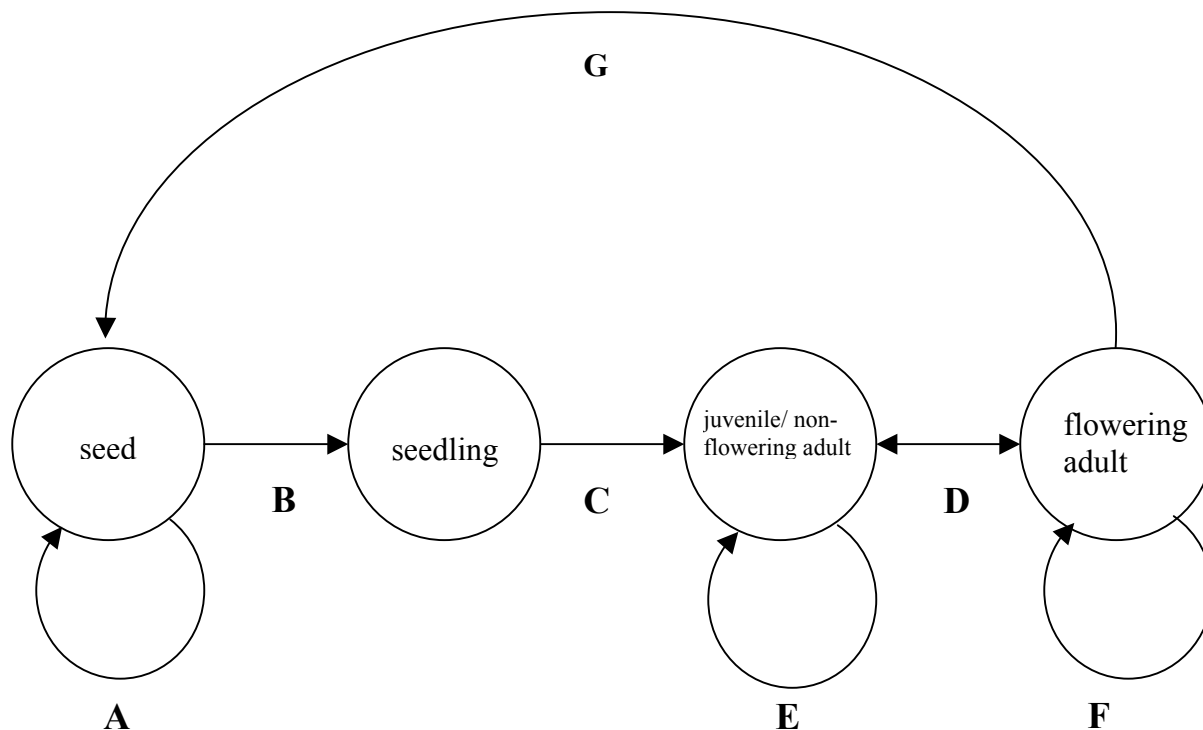 G
seed
seedling
juvenile/ non-
flowering adult
flowering
adult
B
C
D
A
E
F